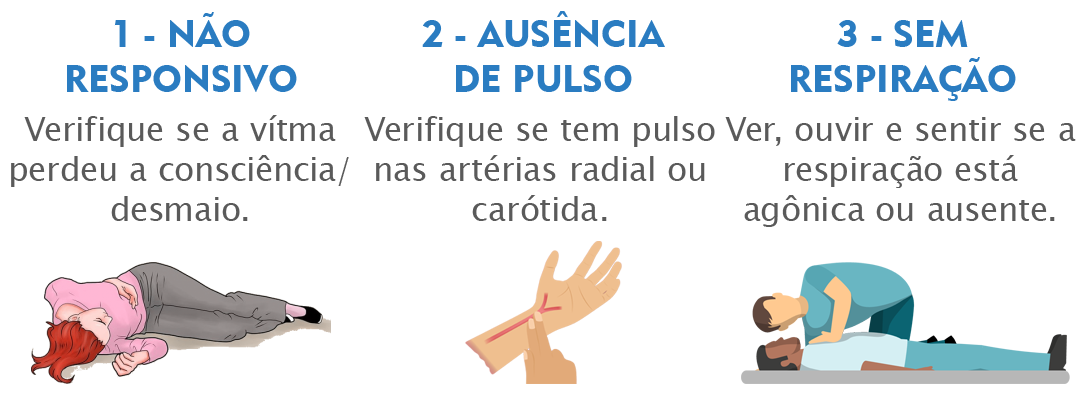 1 - NÃO
RESPONSIVO
Verifique se a vítma
perdeu a consciência/
desmaio.
2 - AUSÊNCIA
DE PULSO
Verifique se tem pulso
nas artérias radial ou
carótida.
3 - SEM
RESPIRAÇÃO
Ver, ouvir e sentir se a
respiração está
agônica ou ausente.